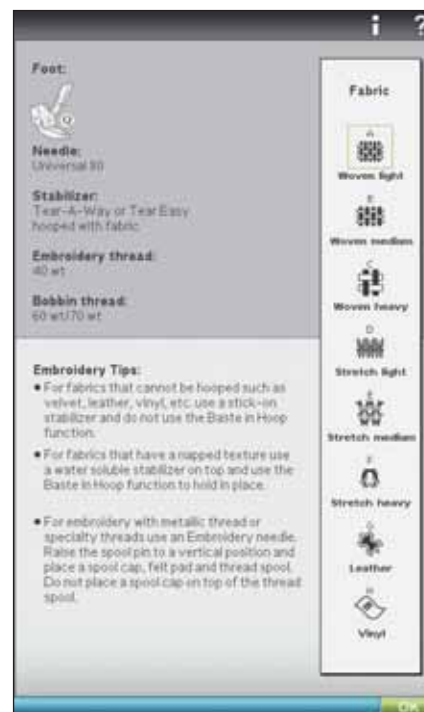 i ?
Foot:
Q
Needle:
Universal 80
Stabilizer:
Tear-A-Way or Tear Easy
hooped with fabric.
Embroidery thread:
40 wt
Bobbin thread:
60 wt/70 wt
Embroidery Tips:
• For fabrics that cannot be hooped such as
velvet, leather, vinyl, etc. use a stick-on
stabilizer and do not use the Baste in Hoop
function.
• For fabrics that have a napped texture use
a water soluble stabilizer on top and use the
Baste in Hoop function to hold in place.
• For embroidery with metallic thread or
specialty threads use an Embroidery needle.
Raise the spool pin to a vertical position and
place a spool cap, felt pad and thread spool.
Do not place a spool cap on top of the thread
spool.
Fabric
A
Woven light
B
Woven medium
C
Woven heavy
D
Stretch light
E
Stretch medium
F
Stretch heavy
G
Leather
H
Vinyl
OK